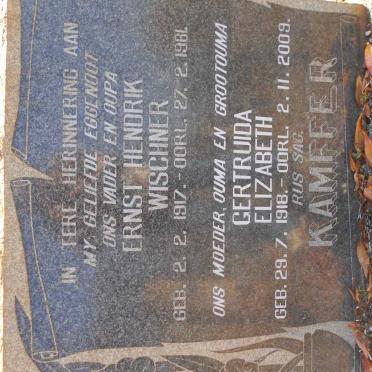 IN TERE HERINNERING AAN
MY GELIEFDE EGGENOOT
ONS VADER EN OUPA
ERNST HENDRIK
WISCHNER
GEB. 2. 2. 1917.-OORL. 27. 2. 1981.
ONS MOEDER, OUMA EN GROOTOUMA
GERTRUIDA
ELIZABETH
GEB. 29. 7. 1918.-OORL. 2. 11. 2009.
RUS SAG.
KAMFFER